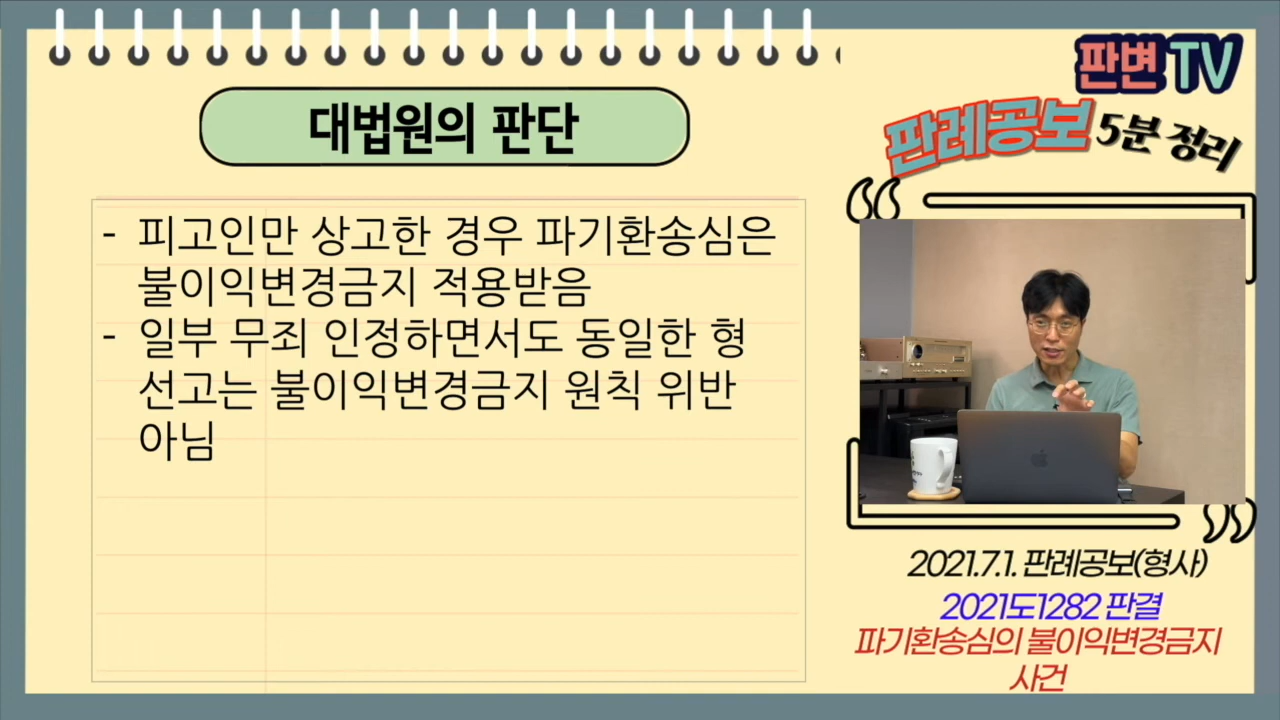 판변 TV
판례공보 5분 정리
대법원의 판단
- 피고인만 상고한 경우 파기환송심은
불이익변경금지 적용받음
- 일부 무죄 인정하면서도 동일한 형
선고는 불이익변경금지 원칙 위반
아님
2021.7.1. 판례공보(형사)
2021도1282 판결
파기환송심의 불이익변경금지
사건